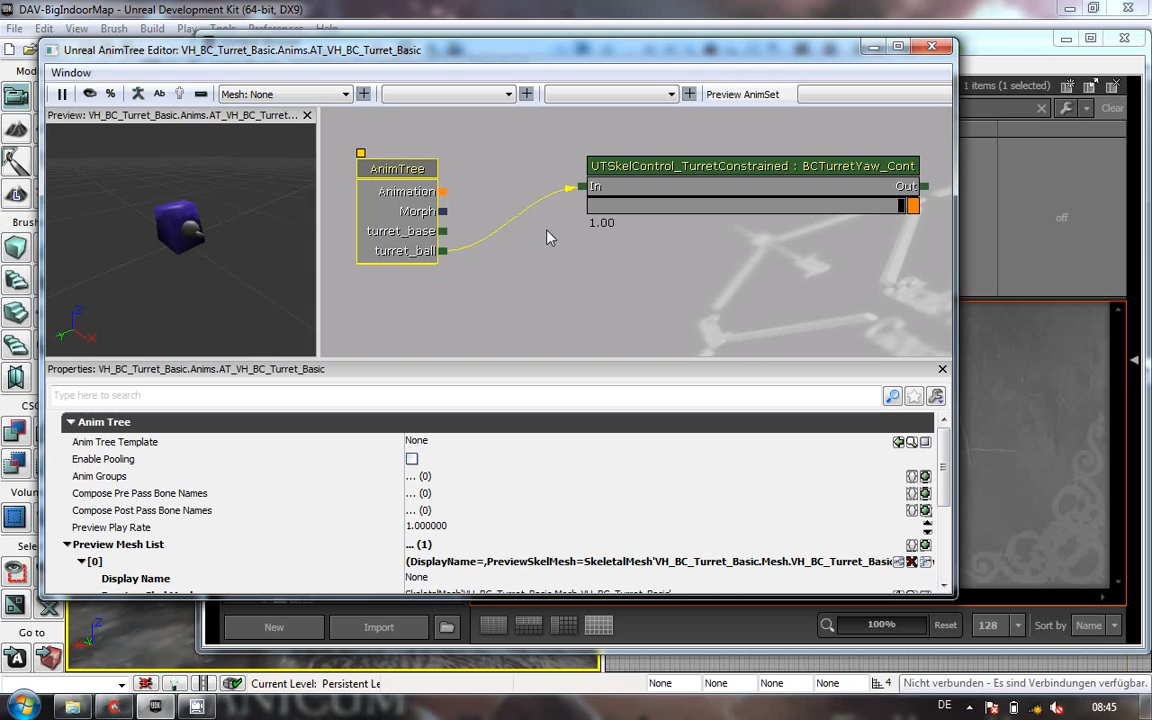 DAV-BigIndoorMap - Unreal Development Kit (64-bit, DX9)
File Edit View Brush Build Play Tools Preferences Help
Unreal AnimTree Editor: VH_BC_Turret_Basic.Anims.AT_VH_BC_Turret_Basic
Window
Mesh: None
Preview AnimSet
1 items (1 selected)
Clear
Preview: VH_BC_Turret_Basic.Anims.AT_VH_BC_Turret...
AnimTree
Animation
Morph
turret_base
turret_ball
UTSkelControl_TurretConstrained : BCTurretYaw_Cont
In
Out
1.00
off
Z
X
Y
Brush
CSG
Go to
Properties: VH_BC_Turret_Basic.Anims.AT_VH_BC_Turret_Basic
Type here to search
Anim Tree
Anim Tree Template
None
Enable Pooling
Anim Groups
... (0)
Compose Pre Pass Bone Names
... (0)
Compose Post Pass Bone Names
... (0)
Preview Play Rate
1.000000
Preview Mesh List
... (1)
[0]
(DisplayName=,PreviewSkelMesh=SkeletalMesh'VH_BC_Turret_Basic.Mesh.VH_BC_Turret_Basic
Display Name
None
New
Import
100%
Reset
128
Sort by
Name
Current Level: Persistent Le
None
None
None
None
4
Nicht verbunden - Es sind Verbindungen verfügbar.
DE
08:45